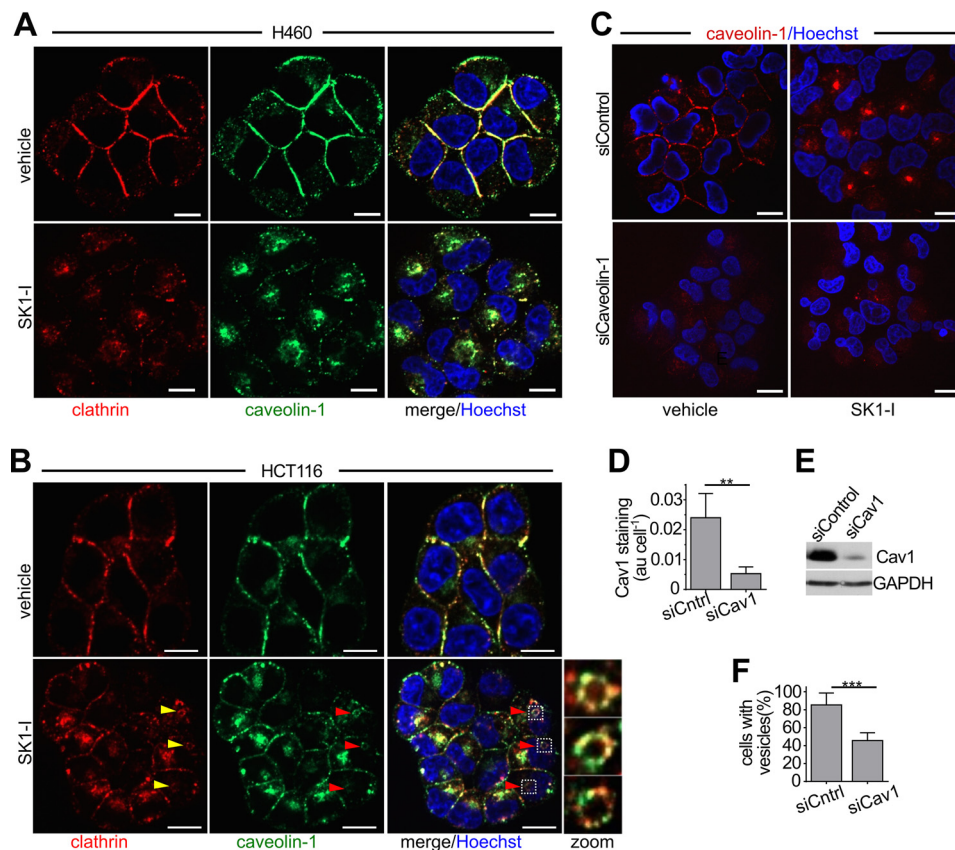 A
H460
vehicle
SK1-I
clathrin
caveolin-1
merge/Hoechst
B
HCT116
vehicle
SK1-I
clathrin
caveolin-1
merge/Hoechst
zoom
C
caveolin-1/Hoechst
siControl
siCaveolin-1
E
vehicle
SK1-I
D
Cav1 staining
(au cell-1)
0.03
0.02
0.01
0
**
siCntrl
siCav1
E
siControl
siCav1
Cav1
GAPDH
F
cells with
vesicles(%)
100
80
60
40
20
0
***
siCntrl
siCav1